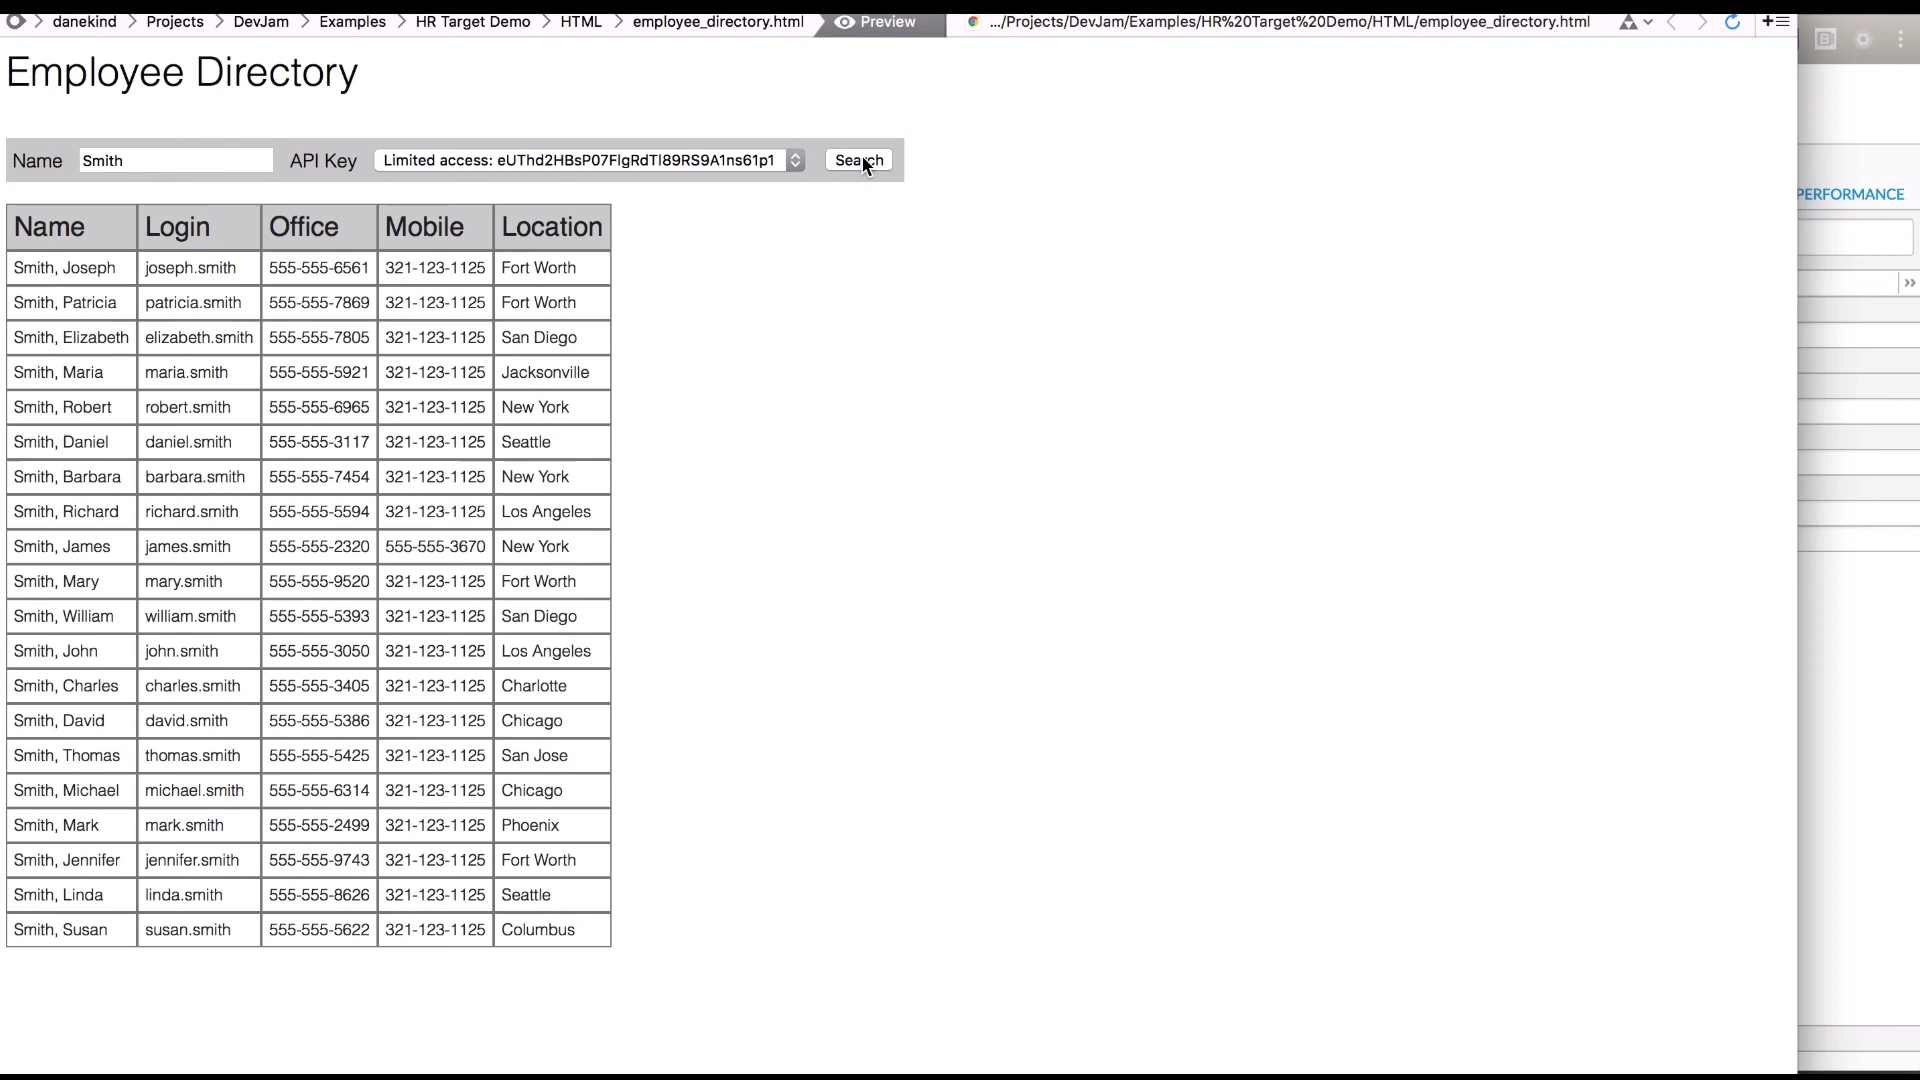 danekind > Projects > DevJam > Examples > HR Target Demo > HTML > employee_directory.html Preview .../Projects/DevJam/Examples/HR%20Target%20Demo/HTML/employee_directory.html
Employee Directory
PERFORMANCE
Name Smith API Key Limited access: eUThd2HBsP07FlgRdTl89RS9A1ns61p1 Search
Name Login Office Mobile Location
Smith, Joseph joseph.smith 555-555-6561 321-123-1125 Fort Worth
Smith, Patricia patricia.smith 555-555-7869 321-123-1125 Fort Worth
Smith, Elizabeth elizabeth.smith 555-555-7805 321-123-1125 San Diego
Smith, Maria maria.smith 555-555-5921 321-123-1125 Jacksonville
Smith, Robert robert.smith 555-555-6965 321-123-1125 New York
Smith, Daniel daniel.smith 555-555-3117 321-123-1125 Seattle
Smith, Barbara barbara.smith 555-555-7454 321-123-1125 New York
Smith, Richard richard.smith 555-555-5594 321-123-1125 Los Angeles
Smith, James james.smith 555-555-2320 555-555-3670 New York
Smith, Mary mary.smith 555-555-9520 321-123-1125 Fort Worth
Smith, William william.smith 555-555-5393 321-123-1125 San Diego
Smith, John john.smith 555-555-3050 321-123-1125 Los Angeles
Smith, Charles charles.smith 555-555-3405 321-123-1125 Charlotte
Smith, David david.smith 555-555-5386 321-123-1125 Chicago
Smith, Thomas thomas.smith 555-555-5425 321-123-1125 San Jose
Smith, Michael michael.smith 555-555-6314 321-123-1125 Chicago
Smith, Mark mark.smith 555-555-2499 321-123-1125 Phoenix
Smith, Jennifer jennifer.smith 555-555-9743 321-123-1125 Fort Worth
Smith, Linda linda.smith 555-555-8626 321-123-1125 Seattle
Smith, Susan susan.smith 555-555-5622 321-123-1125 Columbus